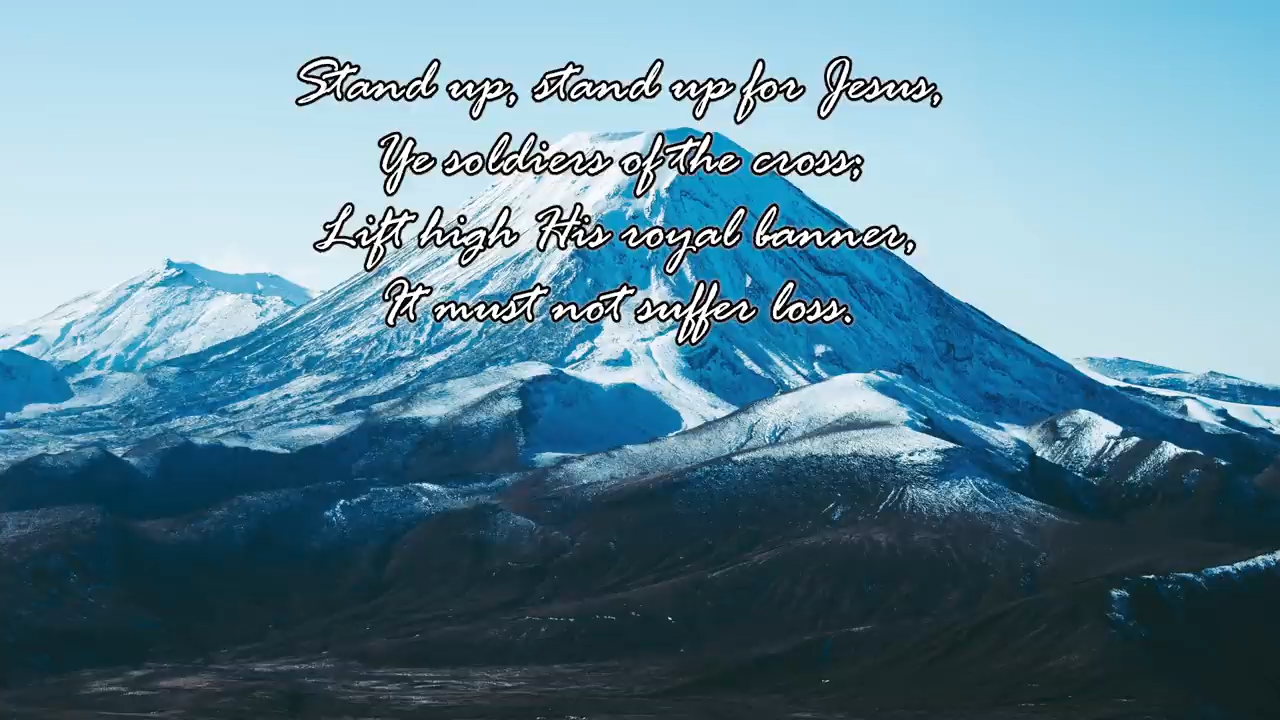 Stand up, stand up for Jesus,
Ye soldiers of the cross;
Lift high His royal banner,
It must not suffer loss.